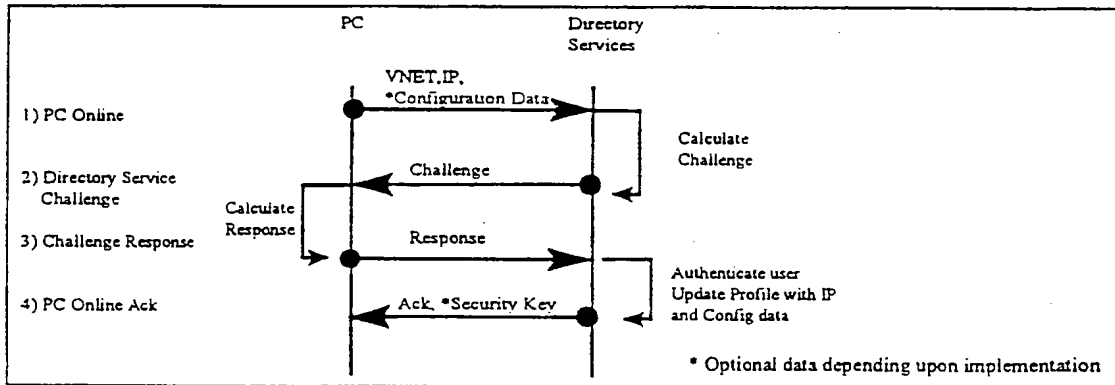 PC
Directory
Services
VNET,IP,
*Configuration Data
1) PC Online
Calculate
Challenge
2) Directory Service
Challenge
Challenge
Calculate
Response
3) Challenge Response
Response
Authenticate user
Update Profile with IP
and Config data
4) PC Online Ack
Ack, *Security Key
* Optional data depending upon implementation